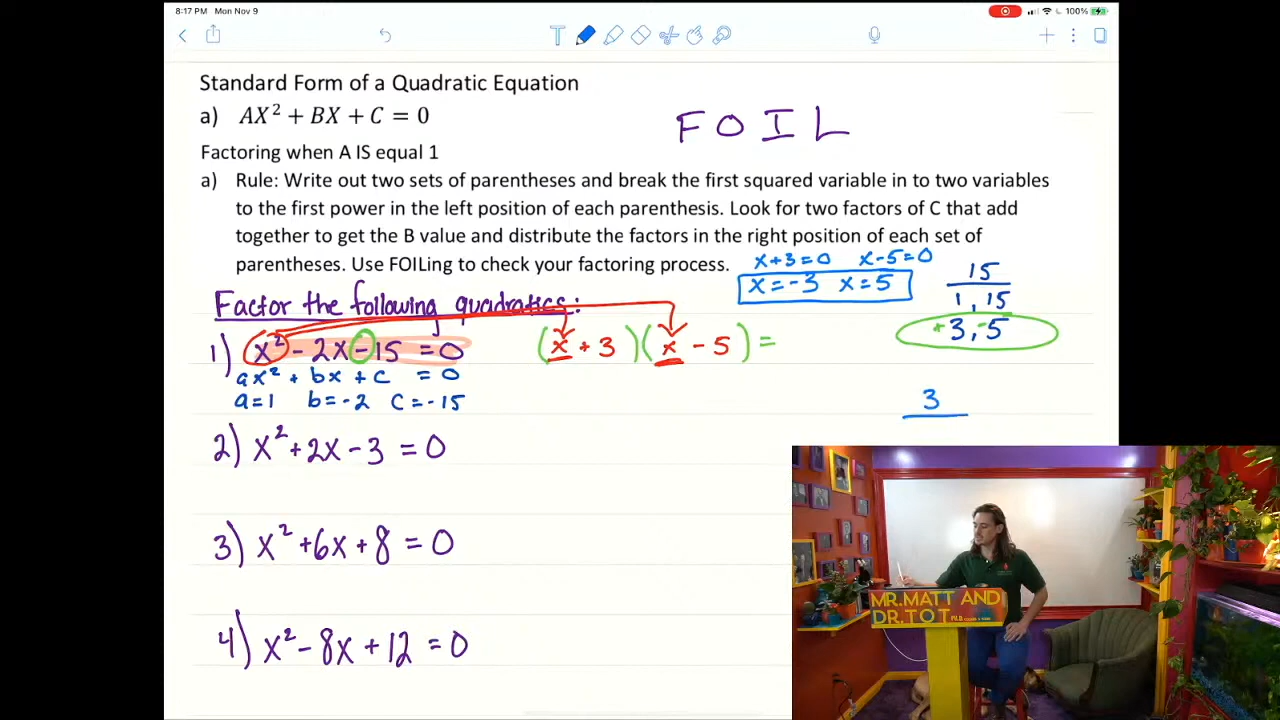 8:17 PM Mon Nov 9
100%
Standard Form of a Quadratic Equation
a) AX² + BX + C = 0
F O I L
Factoring when A IS equal 1
a) Rule: Write out two sets of parentheses and break the first squared variable in to two variables
to the first power in the left position of each parenthesis. Look for two factors of C that add
together to get the B value and distribute the factors in the right position of each set of
parentheses. Use FOILing to check your factoring process.
x+3=0 x-5=0
x=-3 x=5
15
1, 15
+3, -5
Factor the following quadratics:
1) x² - 2x - 15 = 0 (x + 3)(x - 5) =
ax² + bx + c = 0
a=1 b=-2 c=-15
3
2) x² + 2x - 3 = 0
3) x² + 6x + 8 = 0
4) x² - 8x + 12 = 0
MR.MATT AND
DR.TOT